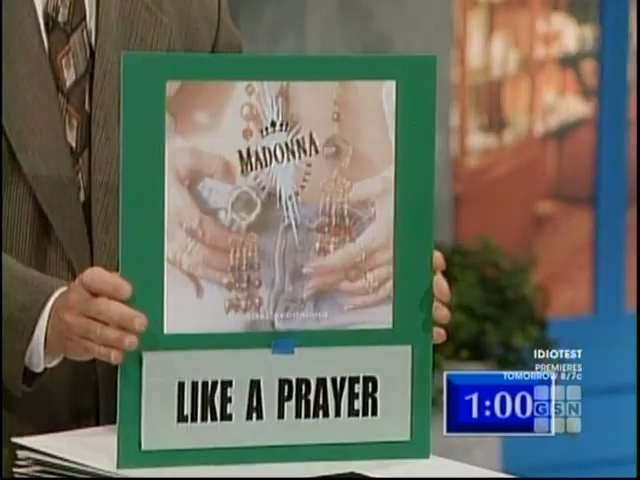 MADONNA
LIKE A PRAYER
IDIOTEST
PREMIERES
TOMORROW 8/7c
1:00
GSN